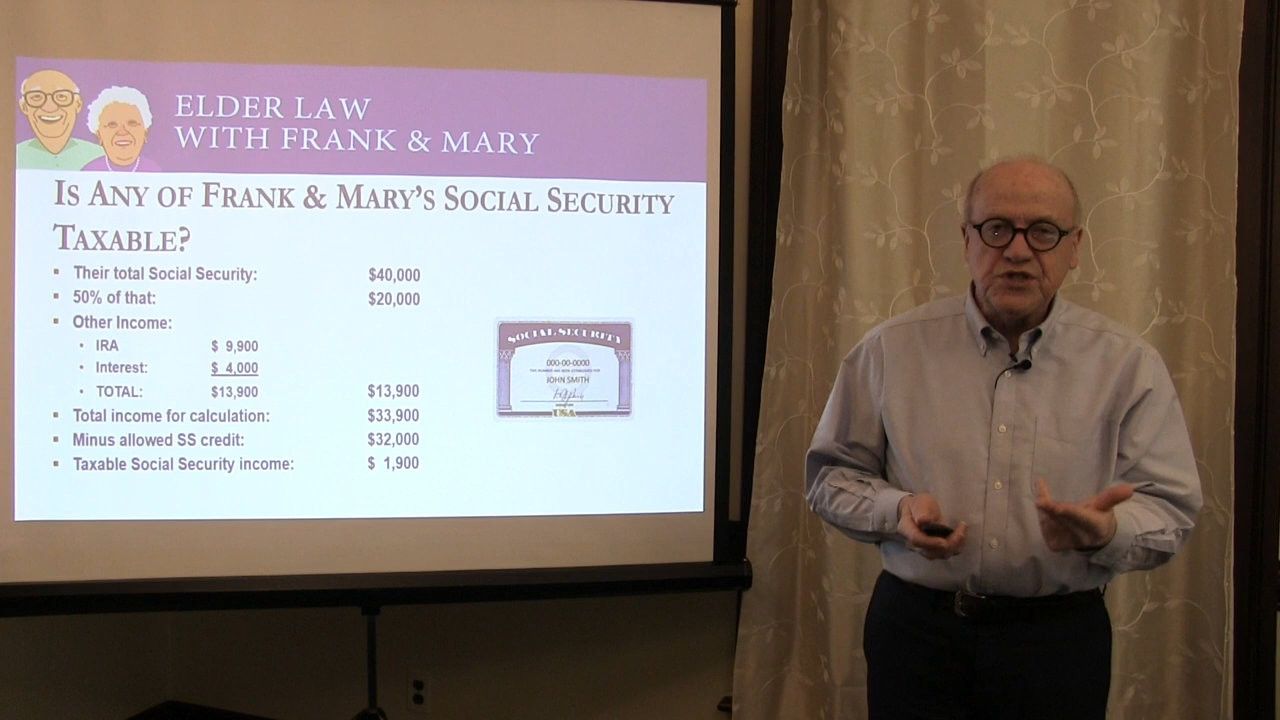 ELDER LAW
WITH FRANK & MARY
IS ANY OF FRANK & MARY'S SOCIAL SECURITY
TAXABLE?
▪ Their total Social Security: $40,000
▪ 50% of that: $20,000
▪ Other Income:
• IRA $ 9,900
• Interest: $ 4,000
• TOTAL: $13,900 $13,900
▪ Total income for calculation: $33,900
▪ Minus allowed SS credit: $32,000
▪ Taxable Social Security income: $ 1,900
SOCIAL SECURITY
000-00-0000
JOHN SMITH
USA